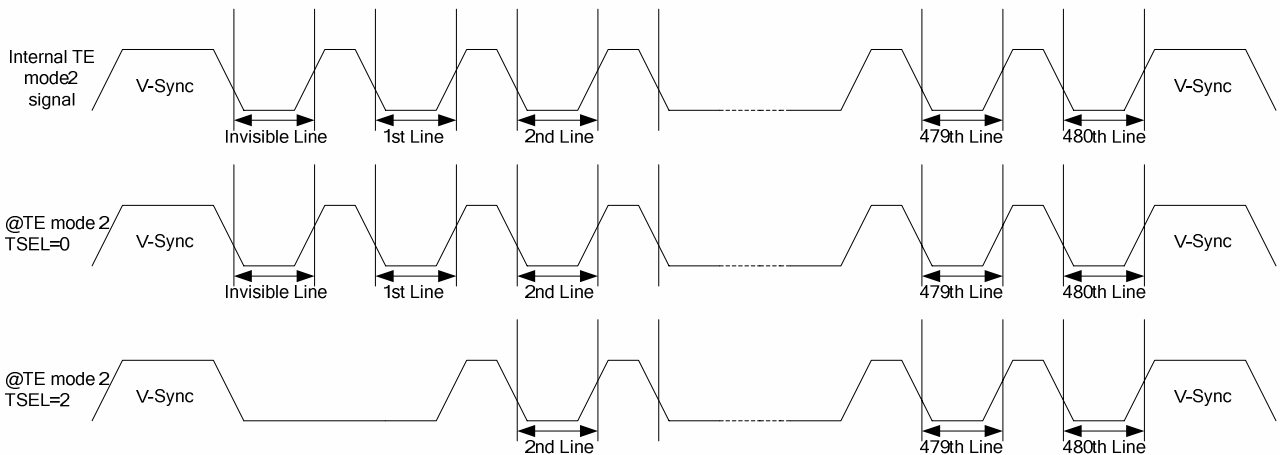 Internal TE
mode2
signal
V-Sync
V-Sync
Invisible Line
1st Line
2nd Line
479th Line
480th Line
@TE mode 2
TSEL=0
V-Sync
V-Sync
Invisible Line
1st Line
2nd Line
479th Line
480th Line
@TE mode 2
TSEL=2
V-Sync
V-Sync
2nd Line
479th Line
480th Line